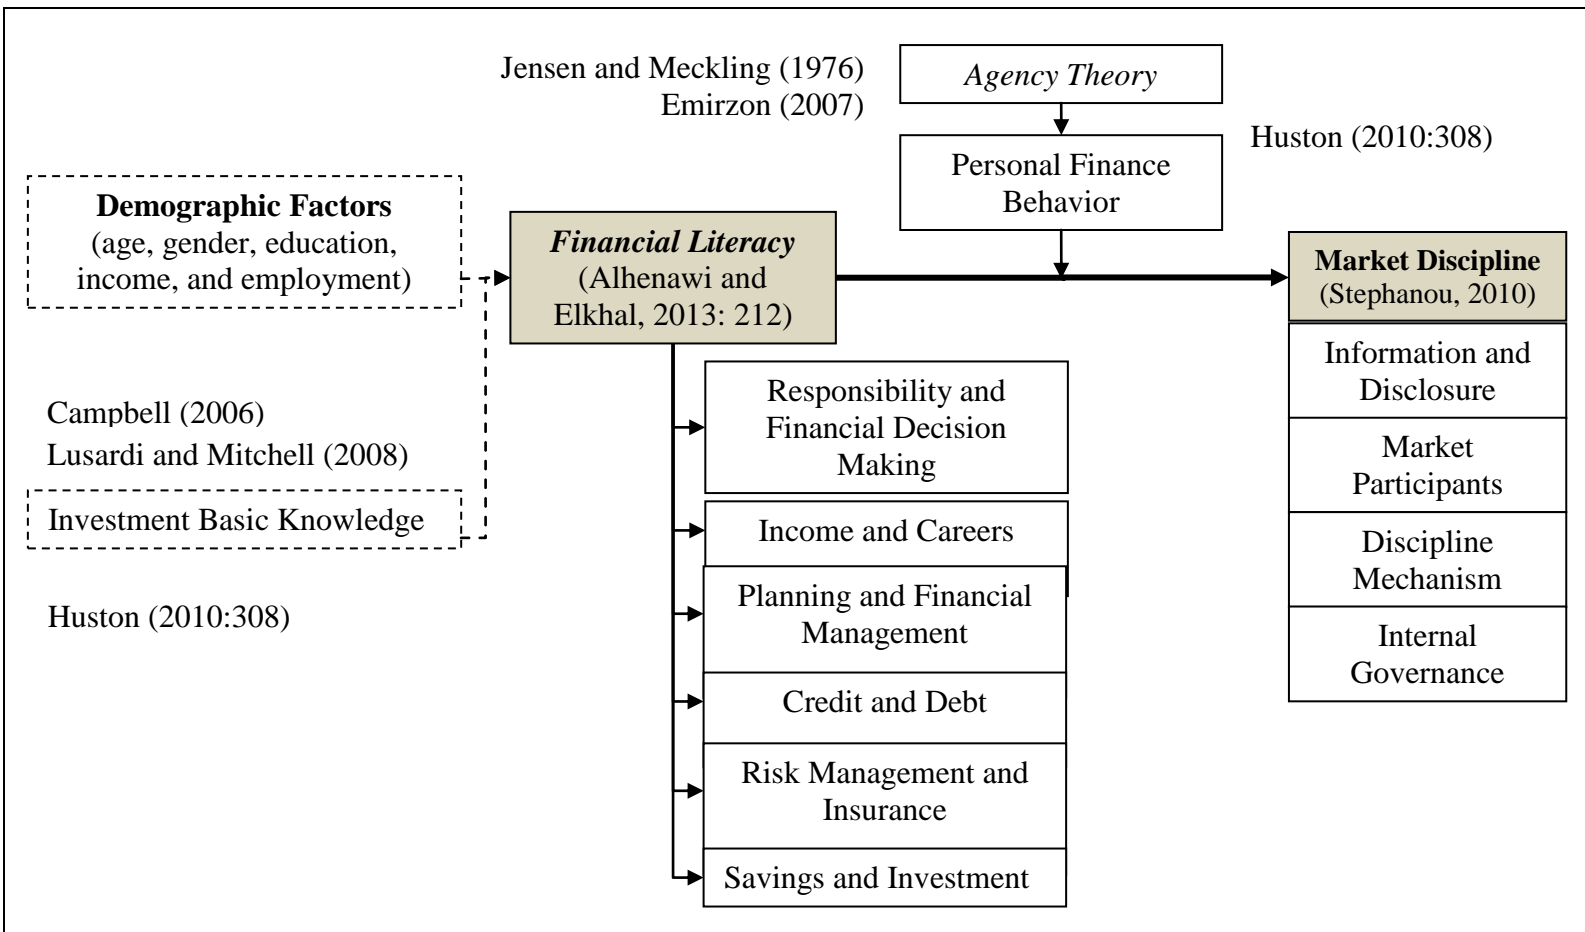 Jensen and Meckling (1976)
Emirzon (2007)
Agency Theory
Huston (2010:308)
Personal Finance
Behavior
Demographic Factors
(age, gender, education,
income, and employment)
Financial Literacy
(Alhenawi and
Elkhal, 2013: 212)
Market Discipline
(Stephanou, 2010)
Information and
Disclosure
Market
Participants
Discipline
Mechanism
Internal
Governance
Campbell (2006)
Lusardi and Mitchell (2008)
Investment Basic Knowledge
Huston (2010:308)
Responsibility and
Financial Decision
Making
Income and Careers
Planning and Financial
Management
Credit and Debt
Risk Management and
Insurance
Savings and Investment